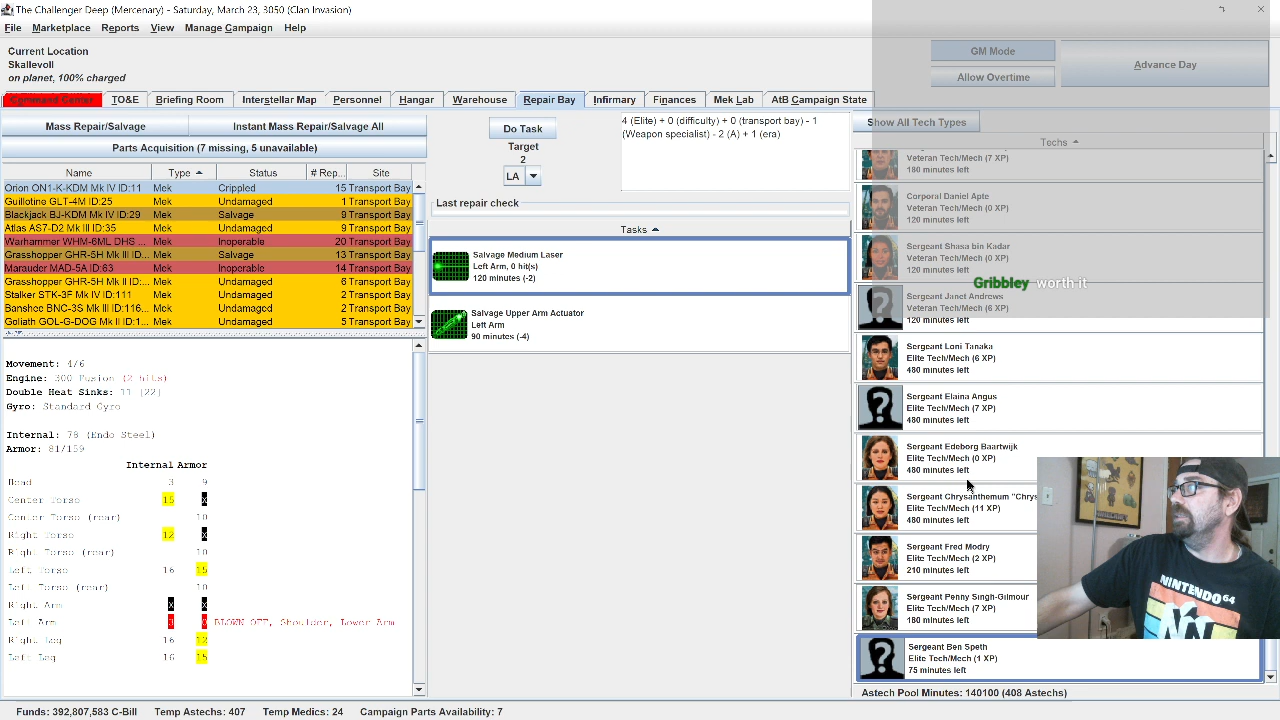 The Challenger Deep (Mercenary) - Saturday, March 23, 3050 (Clan Invasion)
File Marketplace Reports View Manage Campaign Help
Current Location
Skallevoll
on planet, 100% charged
GM Mode
Allow Overtime
Advance Day
Command Center TO&E Briefing Room Interstellar Map Personnel Hangar Warehouse Repair Bay Infirmary Finances Mek Lab AtB Campaign State
Mass Repair/Salvage Instant Mass Repair/Salvage All
Parts Acquisition (7 missing, 5 unavailable)
Name Type Status # Rep... Site
Orion ON1-K-KDM Mk IV ID:11 Mek Crippled 15 Transport Bay
Guillotine GLT-4M ID:25 Mek Undamaged 1 Transport Bay
Blackjack BJ-KDM Mk IV ID:29 Mek Salvage 9 Transport Bay
Atlas AS7-D2 Mk III ID:35 Mek Undamaged 9 Transport Bay
Warhammer WHM-6ML DHS ... Mek Inoperable 20 Transport Bay
Grasshopper GHR-5H Mk ... Mek Salvage 13 Transport Bay
Marauder MAD-5A ID:63 Mek Inoperable 14 Transport Bay
Grasshopper GHR-5H Mk II ID:... Mek Undamaged 6 Transport Bay
Stalker STK-3F Mk IV ID:111 Mek Undamaged 2 Transport Bay
Banshee BNC-3S Mk III ID:116... Mek Undamaged 2 Transport Bay
Goliath GOL-G-DOG Mk II ID:1... Mek Undamaged 5 Transport Bay
Movement: 4/6
Engine: 300 Fusion (2 hits)
Double Heat Sinks: 11 [22]
Gyro: Standard Gyro
Internal: 78 (Endo Steel)
Armor: 81/159
Internal Armor
Head 9
Center Torso 12 X
Center Torso (rear) 10
Right Torso 12 X
Right Torso (rear) 10
Left Torso 16 15
Left Torso (rear) 10
Right Arm X X
Left Arm 0 0 BLOWN OFF, Shoulder, Lower Arm
Right Leg 16 12
Left Leg 16 15
Do Task
Target
2
LA
4 (Elite) + 0 (difficulty) + 0 (transport bay) - 1
(Weapon specialist) - 2 (A) + 1 (era)
Last repair check
Tasks
Salvage Medium Laser
Left Arm, 0 hit(s)
120 minutes (-2)
Salvage Upper Arm Actuator
Left Arm
90 minutes (-4)
Show All Tech Types
Techs
Veteran Tech/Mech (7 XP)
180 minutes left
Corporal Daniel Apte
Veteran Tech/Mech (0 XP)
120 minutes left
Sergeant Shasa bin Kadar
Veteran Tech/Mech (0 XP)
120 minutes left
Gribbley worth it
Sergeant Janet Andrews
Veteran Tech/Mech (6 XP)
120 minutes left
Sergeant Loni Tanaka
Elite Tech/Mech (6 XP)
480 minutes left
Sergeant Elaina Angus
Elite Tech/Mech (7 XP)
480 minutes left
Sergeant Edeborg Baartwijk
Elite Tech/Mech (0 XP)
480 minutes left
Sergeant Chrysanthemum "Chrys
Elite Tech/Mech (11 XP)
480 minutes left
Sergeant Fred Modry
Elite Tech/Mech (2 XP)
210 minutes left
Sergeant Penny Singh-Gilmour
Elite Tech/Mech (7 XP)
180 minutes left
Sergeant Ben Speth
Elite Tech/Mech (1 XP)
75 minutes left
NINTENDO 64
Astech Pool Minutes: 140100 (408 Astechs)
Funds: 392,807,583 C-Bill Temp Astechs: 407 Temp Medics: 24 Campaign Parts Availability: 7